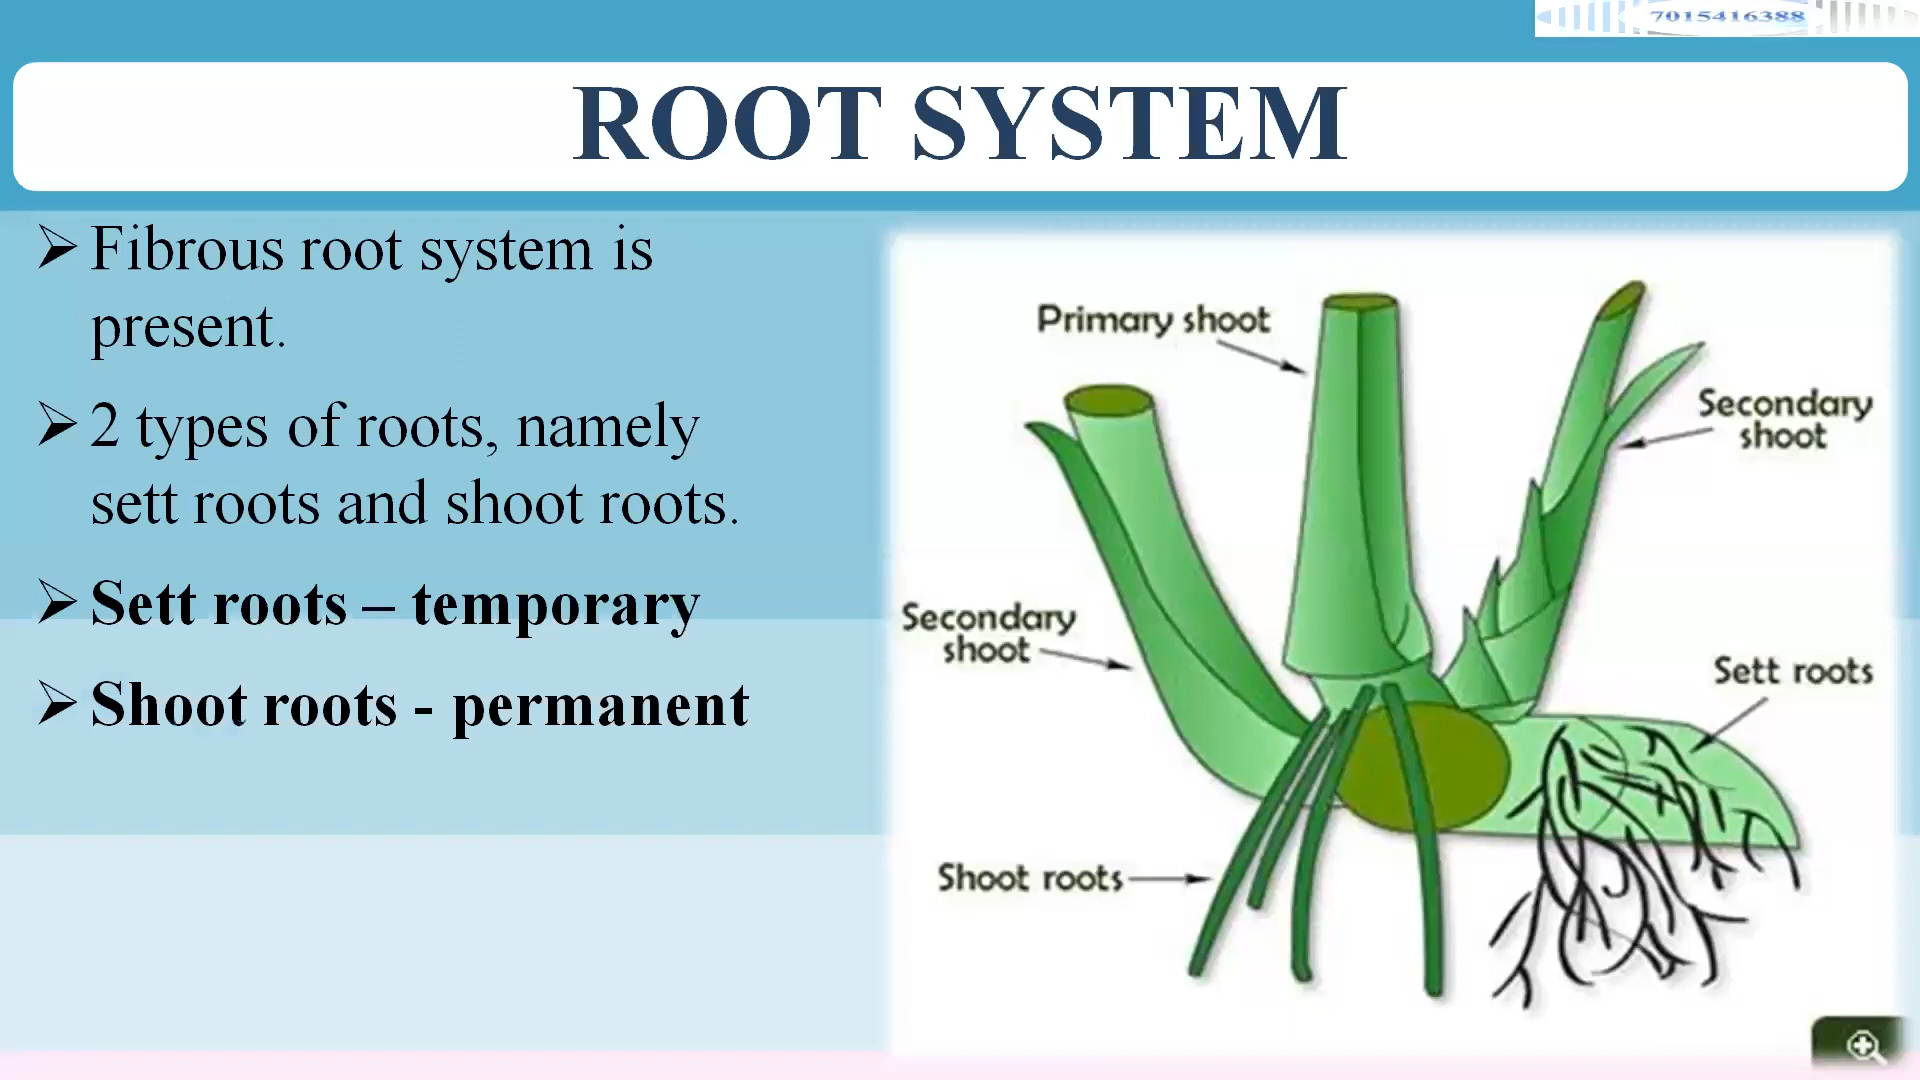 7015416388
ROOT SYSTEM
Fibrous root system is
present.
2 types of roots, namely
sett roots and shoot roots.
Sett roots – temporary
Shoot roots - permanent
Primary shoot
Secondary
shoot
Secondary
shoot
Sett roots
Shoot roots